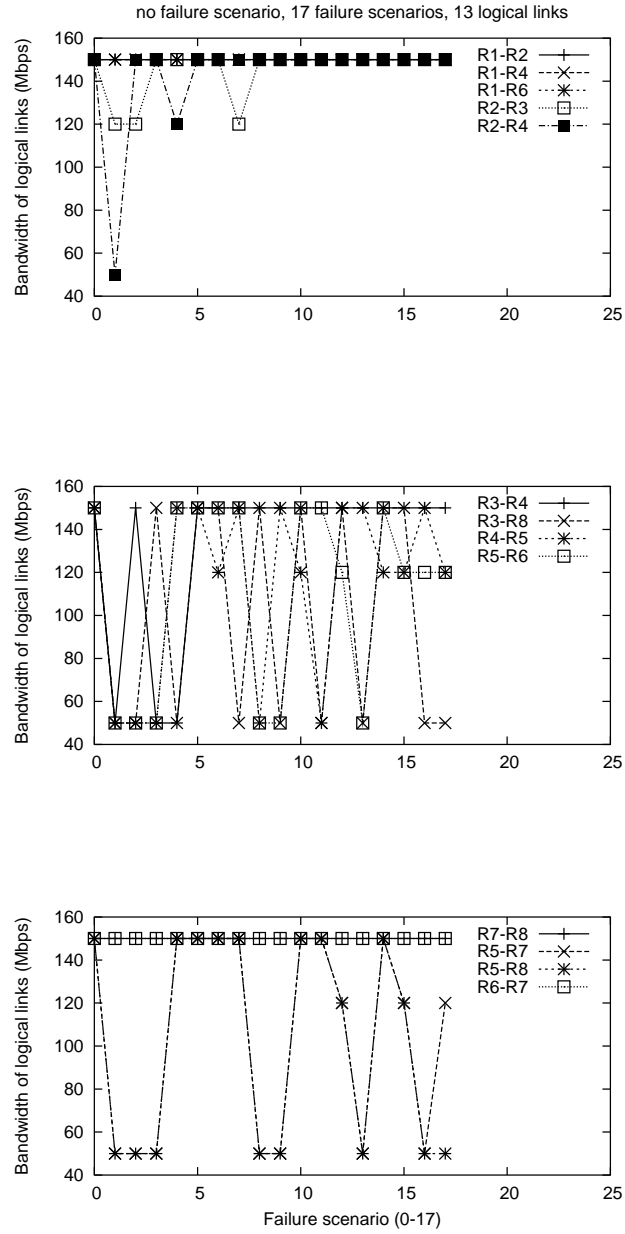 no failure scenario, 17 failure scenarios, 13 logical links
160
140
120
100
80
60
40
0
5
10
15
20
25
Bandwidth of logical links (Mbps)
R1-R2
R1-R4
R1-R6
R2-R3
R2-R4
160
140
120
100
80
60
40
0
5
10
15
20
25
Bandwidth of logical links (Mbps)
R3-R4
R3-R8
R4-R5
R5-R6
160
140
120
100
80
60
40
0
5
10
15
20
25
Bandwidth of logical links (Mbps)
R7-R8
R5-R7
R5-R8
R6-R7
Failure scenario (0-17)